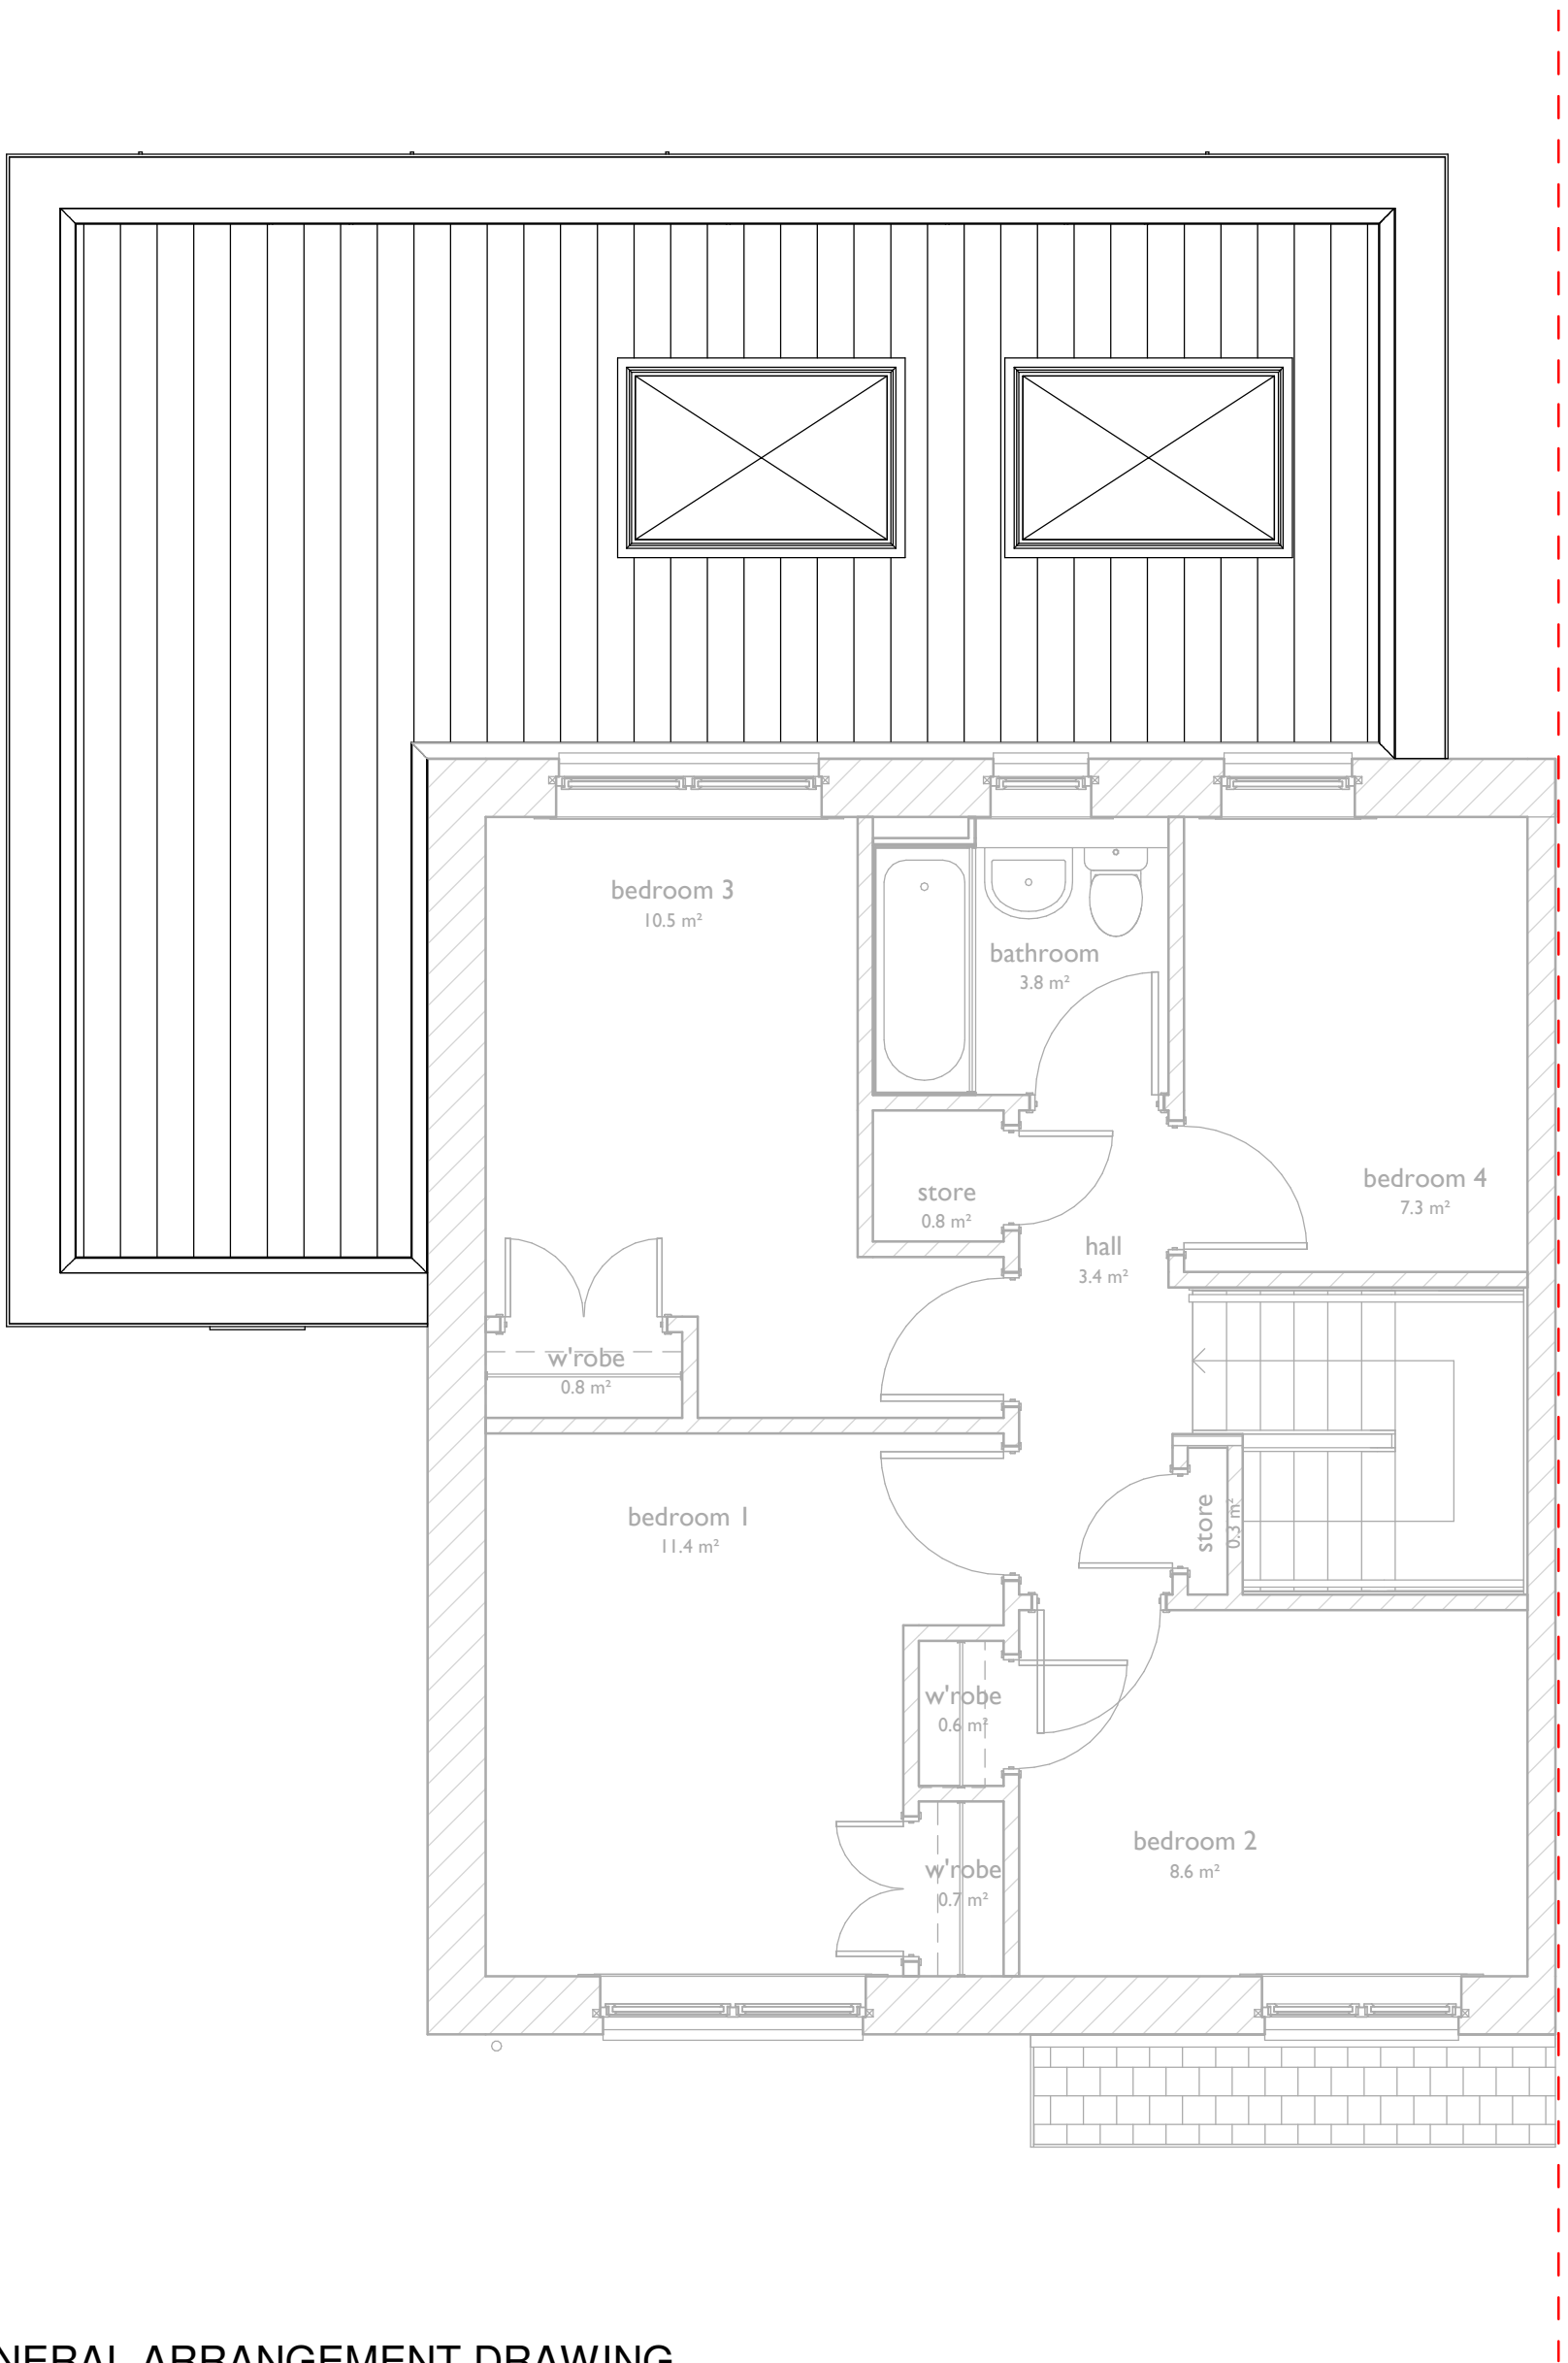 bedroom 3
10.5 m²
bathroom
3.8 m²
bedroom 4
7.3 m²
store
0.8 m²
hall
3.4 m²
w'robe
0.8 m²
bedroom 1
11.4 m²
store
0.3 m²
w'robe
0.6 m²
bedroom 2
8.6 m²
w'robe
0.7 m²
NERAL ARRANGEMENT DRAWING